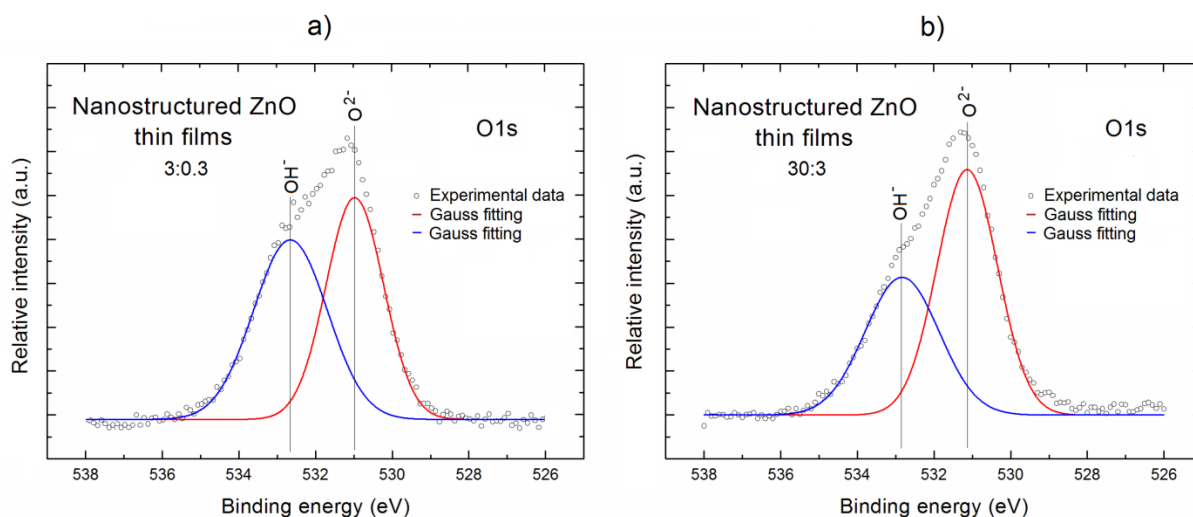 a)
Nanostructured ZnO
thin films
3:0.3
OH-
O2-
O1s
Experimental data
Gauss fitting
Gauss fitting
Relative intensity (a.u.)
538 536 534 532 530 528 526
Binding energy (eV)
b)
Nanostructured ZnO
thin films
30:3
OH-
O2-
O1s
Experimental data
Gauss fitting
Gauss fitting
Relative intensity (a.u.)
538 536 534 532 530 528 526
Binding energy (eV)